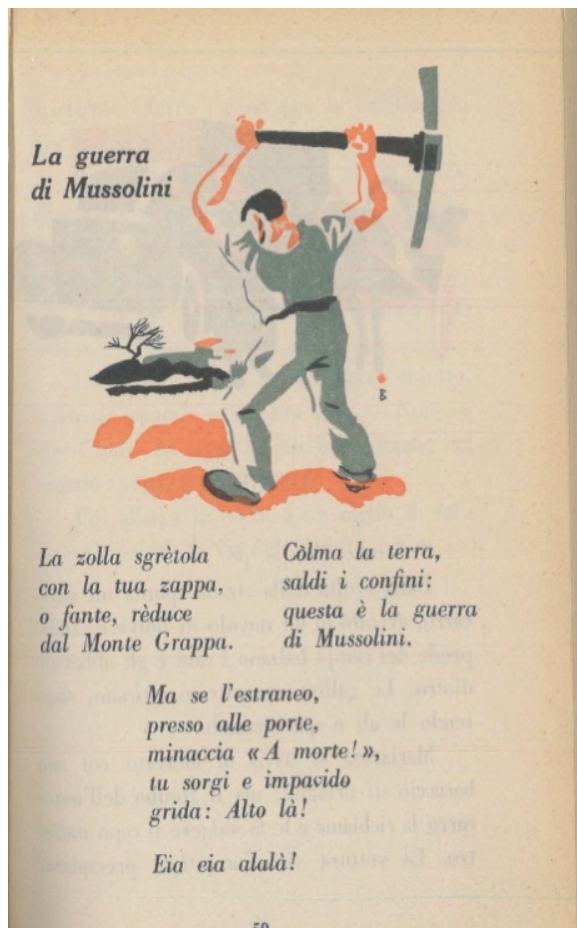 La guerra
di Mussolini
B
La zolla sgrètola
con la tua zappa,
o fante, rèduce
dal Monte Grappa.
Côlma la terra,
saldi i confini:
questa è la guerra
di Mussolini.
Ma se l'estraneo,
presso alle porte,
minaccia « A morte! »,
tu sorgi e impavido
grida: Alto là!
Eia eia alalà!